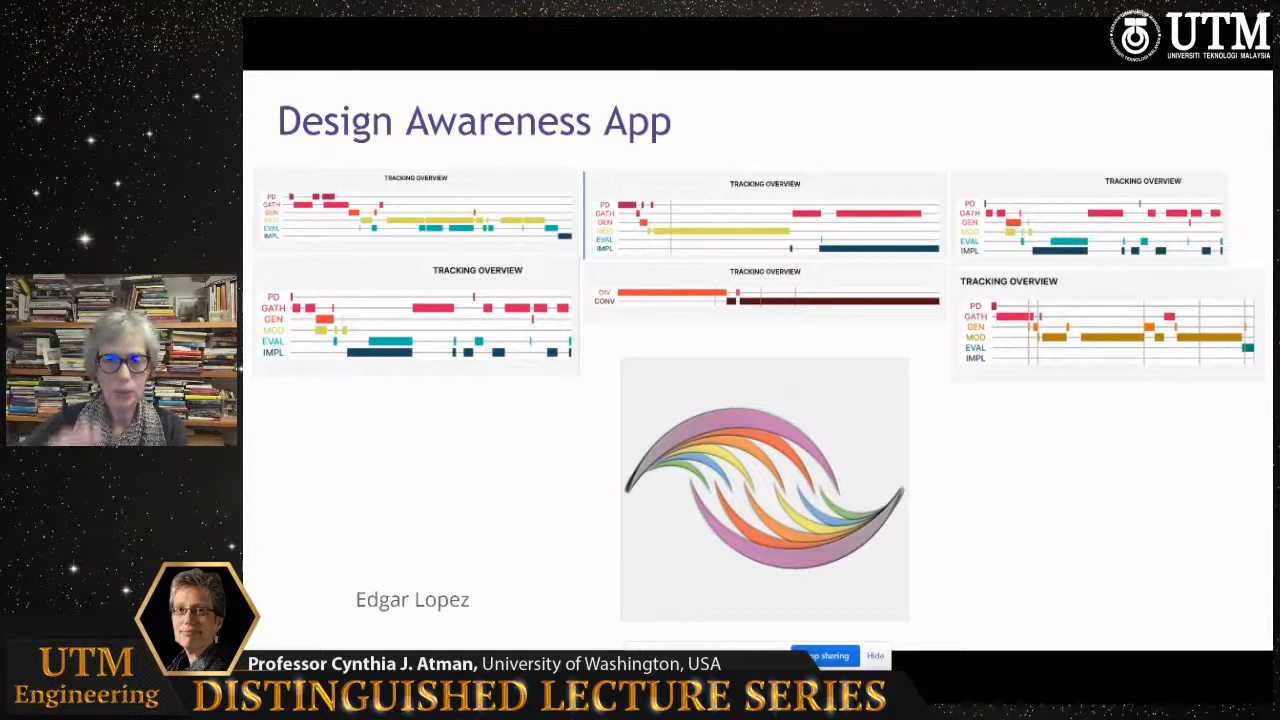 UTM
UNIVERSITI TEKNOLOGI MALAYSIA
Design Awareness App
TRACKING OVERVIEW
PD
GATH
GEN
MOD
EVAL
IMPL
TRACKING OVERVIEW
PD
GATH
GEN
MOD
EVAL
IMPL
TRACKING OVERVIEW
PD
GATH
GEN
MOD
EVAL
IMPL
TRACKING OVERVIEW
PD
GATH
GEN
MOD
EVAL
IMPL
TRACKING OVERVIEW
DIV
CONV
TRACKING OVERVIEW
PD
GATH
GEN
MOD
EVAL
IMPL
Edgar Lopez
sharing
Hide
Professor Cynthia J. Atman, University of Washington, USA
UTM
Engineering
DISTINGUISHED LECTURE SERIES